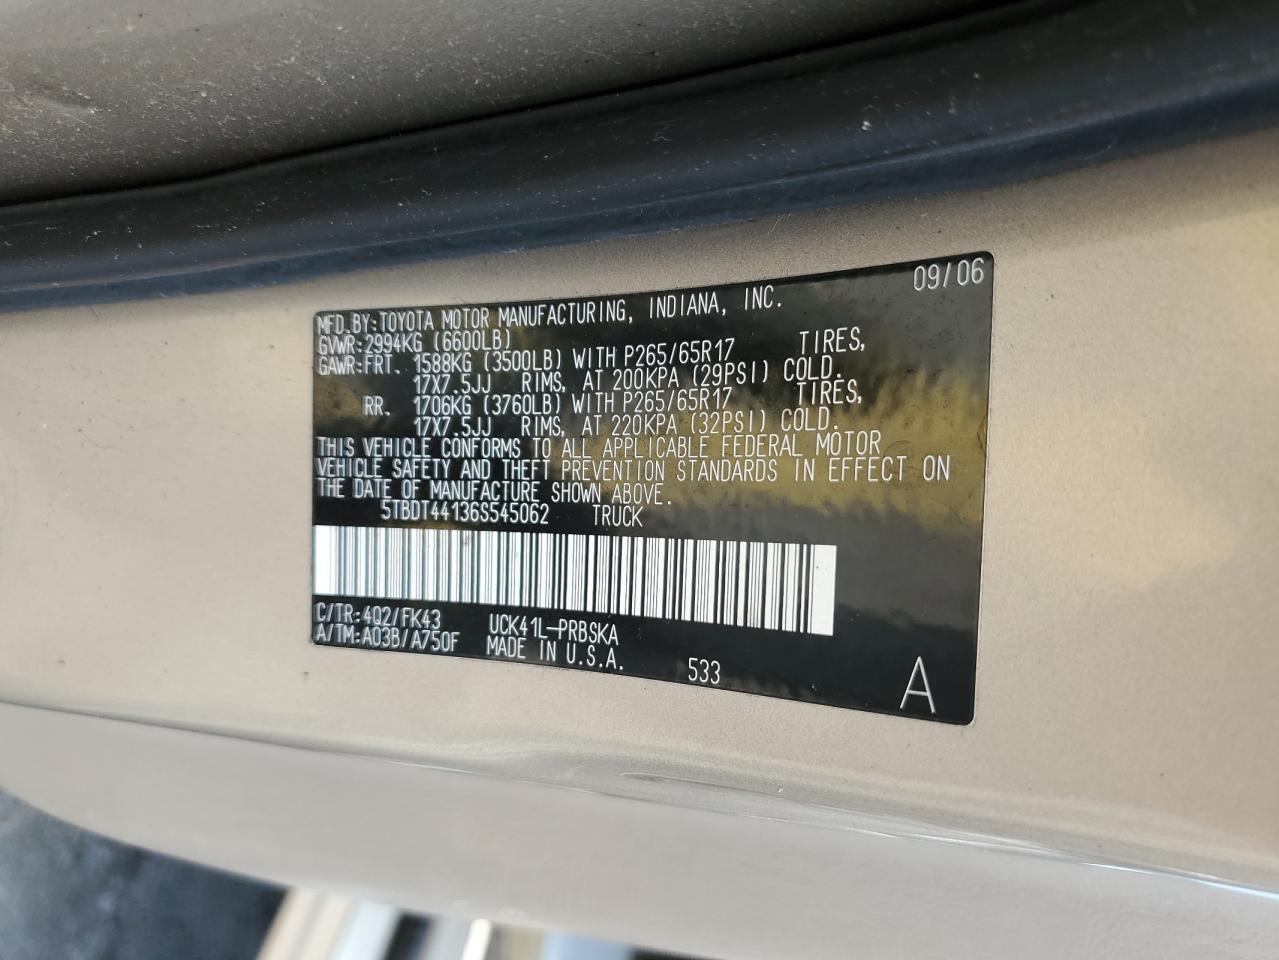 09/06
MFD.BY:TOYOTA MOTOR MANUFACTURING, INDIANA, INC.
GVWR:2994KG (6600LB)
GAWR:FRT. 1588KG (3500LB) WITH P265/65R17 TIRES,
17X7.5JJ RIMS, AT 200KPA (29PSI) COLD.
RR. 1706KG (3760LB) WITH P265/65R17 TIRES,
17X7.5JJ RIMS, AT 220KPA (32PSI) COLD.
THIS VEHICLE CONFORMS TO ALL APPLICABLE FEDERAL MOTOR
VEHICLE SAFETY AND THEFT PREVENTION STANDARDS IN EFFECT ON
THE DATE OF MANUFACTURE SHOWN ABOVE.
5TBDT44136S545062 TRUCK
C/TR:4Q2/FK43 UCK41L-PRBSKA
A/TM:A03B/A750F MADE IN U.S.A. 533
A